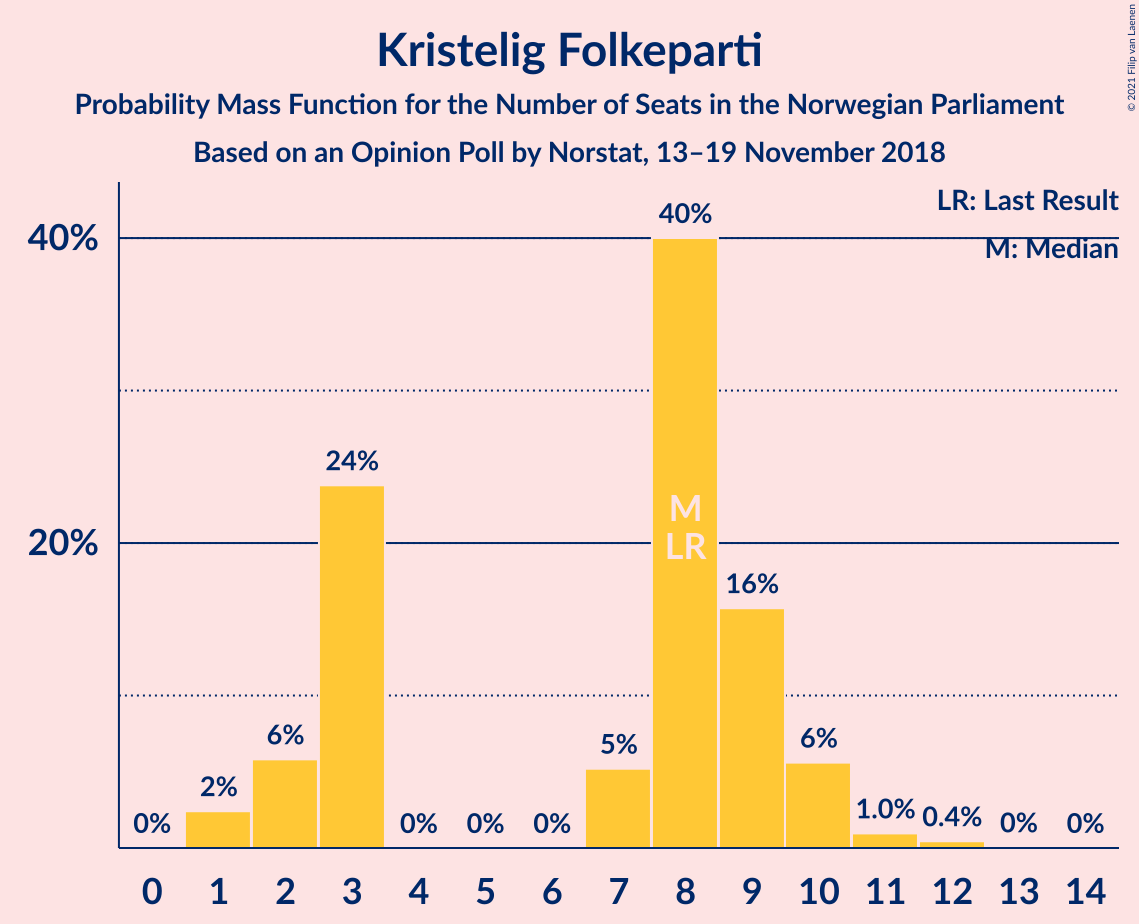 Kristelig Folkeparti
Probability Mass Function for the Number of Seats in the Norwegian Parliament
Based on an Opinion Poll by Norstat, 13–19 November 2018
© 2021 Filip van Laenen
LR: Last Result
M: Median
40%
20%
0%
2%
6%
24%
0%
0%
0%
5%
40%
16%
6%
1.0%
0.4%
0%
0%
M
LR
0 1 2 3 4 5 6 7 8 9 10 11 12 13 14